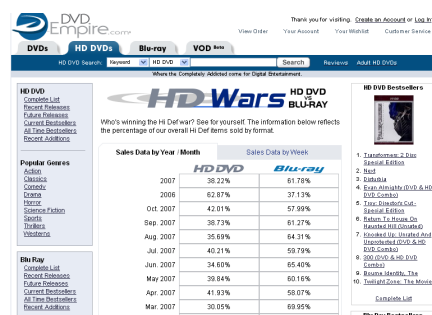 DVD
Empire.com
Thank you for visiting. Create an Account or Log In
View Order Your Account Your Wishlist Customer Service
DVDs HD DVDs Blu-ray VOD Beta
HD DVD Search: Keyword HD DVD Search Reviews Adult HD DVDs
Where the Completely Addicted come for Digital Entertainment.
HD DVD
Complete List
Recent Releases
Future Releases
Current Bestsellers
All Time Bestsellers
Recent Additions
Popular Genres
Action
Classics
Comedy
Drama
Horror
Science Fiction
Sports
Thrillers
Westerns
Blu Ray
Complete List
Recent Releases
Future Releases
Current Bestsellers
All Time Bestsellers
Recent Additions
HD Wars HD DVD
VS
BLU-RAY
Who's winning the Hi Def war? See for yourself. The information below reflects
the percentage of our overall Hi Def items sold by format.
Sales Data by Year / Month Sales Data by Week
HD DVD Blu-ray
2007 38.22% 61.78%
2006 62.87% 37.13%
Oct. 2007 42.01% 57.99%
Sep. 2007 38.73% 61.27%
Aug. 2007 35.69% 64.31%
Jul. 2007 40.21% 59.79%
Jun. 2007 34.60% 65.40%
May 2007 39.84% 60.16%
Apr. 2007 41.93% 58.07%
Mar. 2007 30.05% 69.95%
HD DVD Bestsellers
1. Transformers: 2 Disc
Special Edition
2. Next
3. Disturbia
4. Evan Almighty (DVD & HD
DVD Combo)
5. Troy: Director's Cut-
Special Edition
6. Return To House On
Haunted Hill (Unrated)
7. Knocked Up: Unrated And
Unprotected (DVD & HD
DVD Combo)
8. 300 (DVD & HD DVD
Combo)
9. Bourne Identity, The
10. Twilight Zone: The Movie
Complete List
Blu Ray Bestsellers